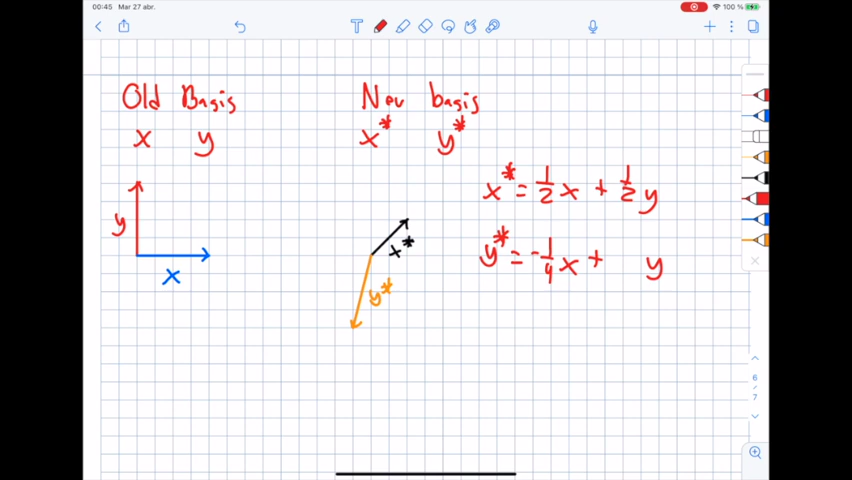 00:45 Mar 27 abr.
100 %
T
Old Basis
x y
New basis
x* y*
x* = 1/2 x + 1/2 y
y* = -1/4 x + y
y
x
x*
y*
6
/
7